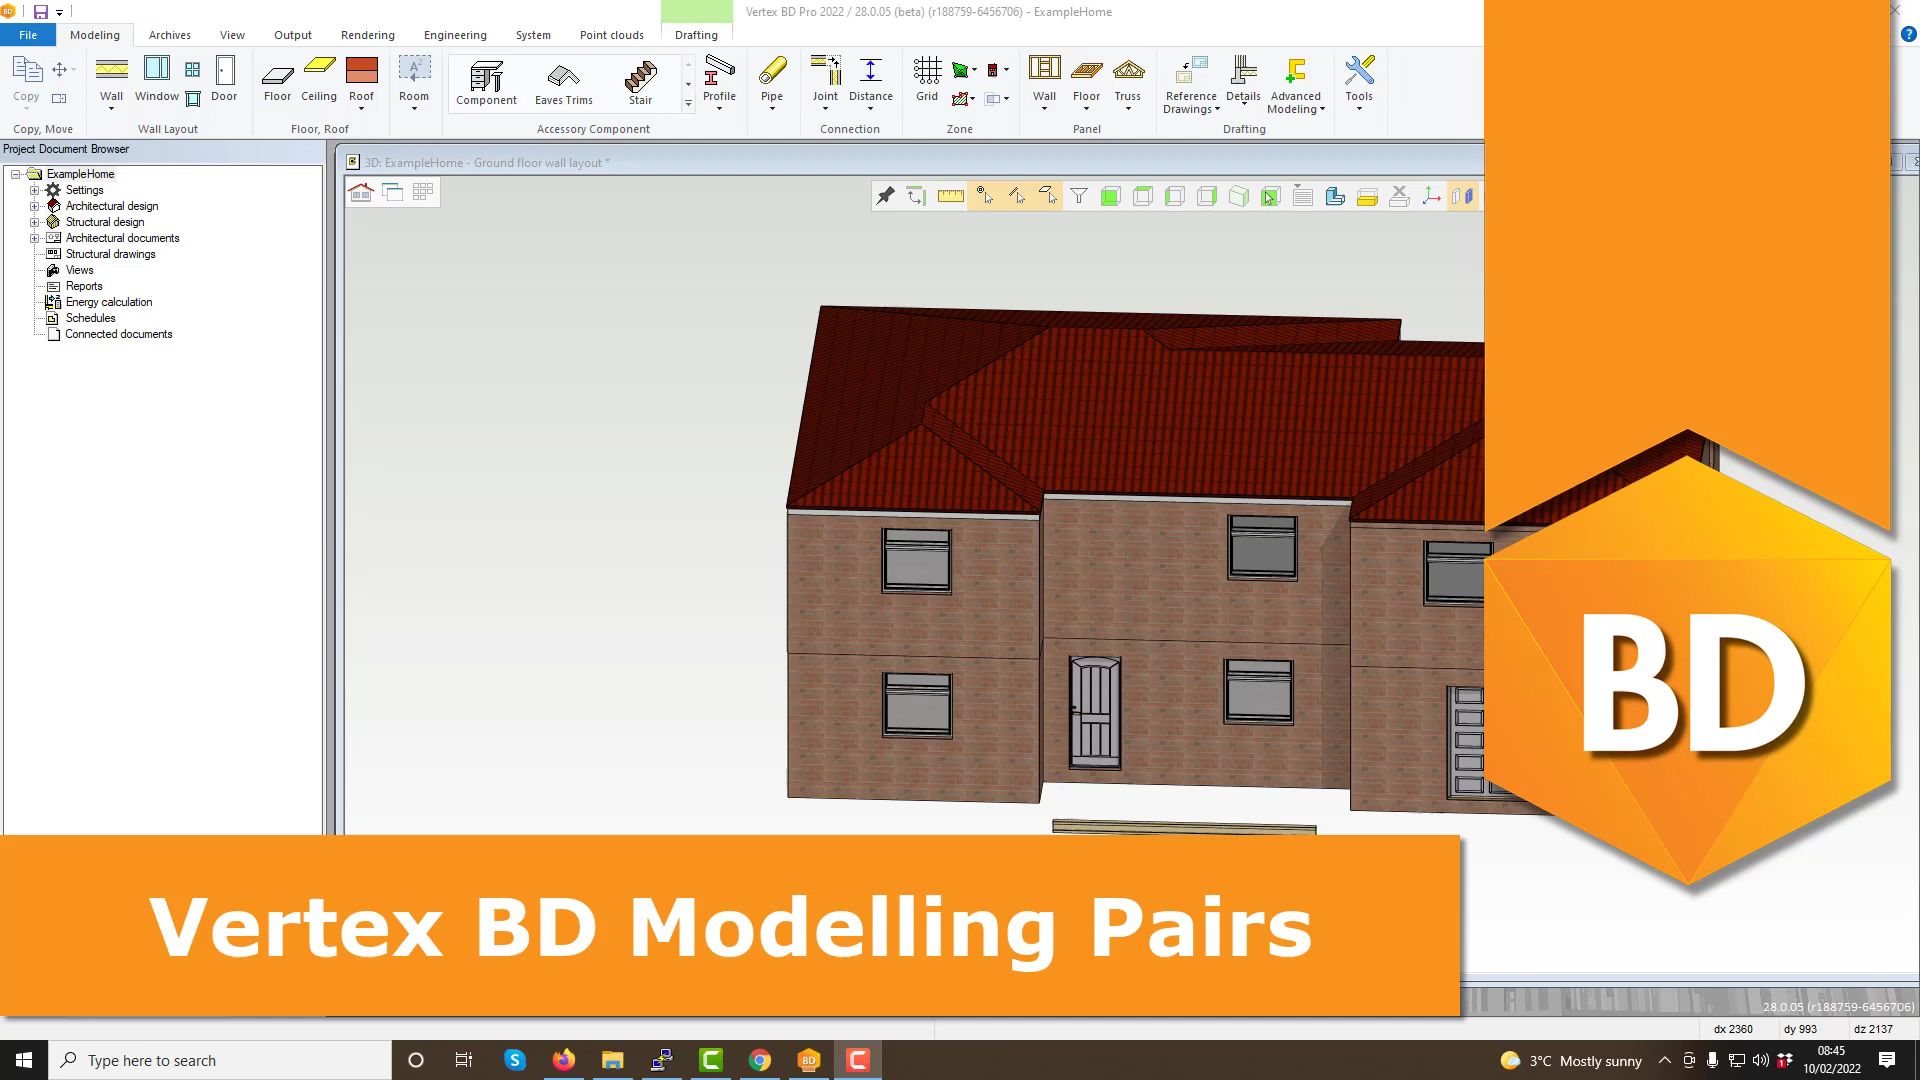 Vertex BD Pro 2022 / 28.0.05 (beta) (r188759-6456706) - ExampleHome
File Modeling Archives View Output Rendering Engineering System Point clouds Drafting
Copy Wall Window Door Floor Ceiling Roof Room Component Eaves Trims Stair Profile Pipe Joint Distance Grid Wall Floor Truss Reference Drawings Details Advanced Modeling Tools
Copy, Move Wall Layout Floor, Roof Accessory Component Connection Zone Panel Drafting
Project Document Browser
3D: ExampleHome - Ground floor wall layout *
ExampleHome
Settings
Architectural design
Structural design
Architectural documents
Structural drawings
Views
Reports
Energy calculation
Schedules
Connected documents
BD
Vertex BD Modelling Pairs
28.0.05 (r188759-6456706)
dx 2360 dy 993 dz 2137
Type here to search
3°C Mostly sunny
08:45
10/02/2022